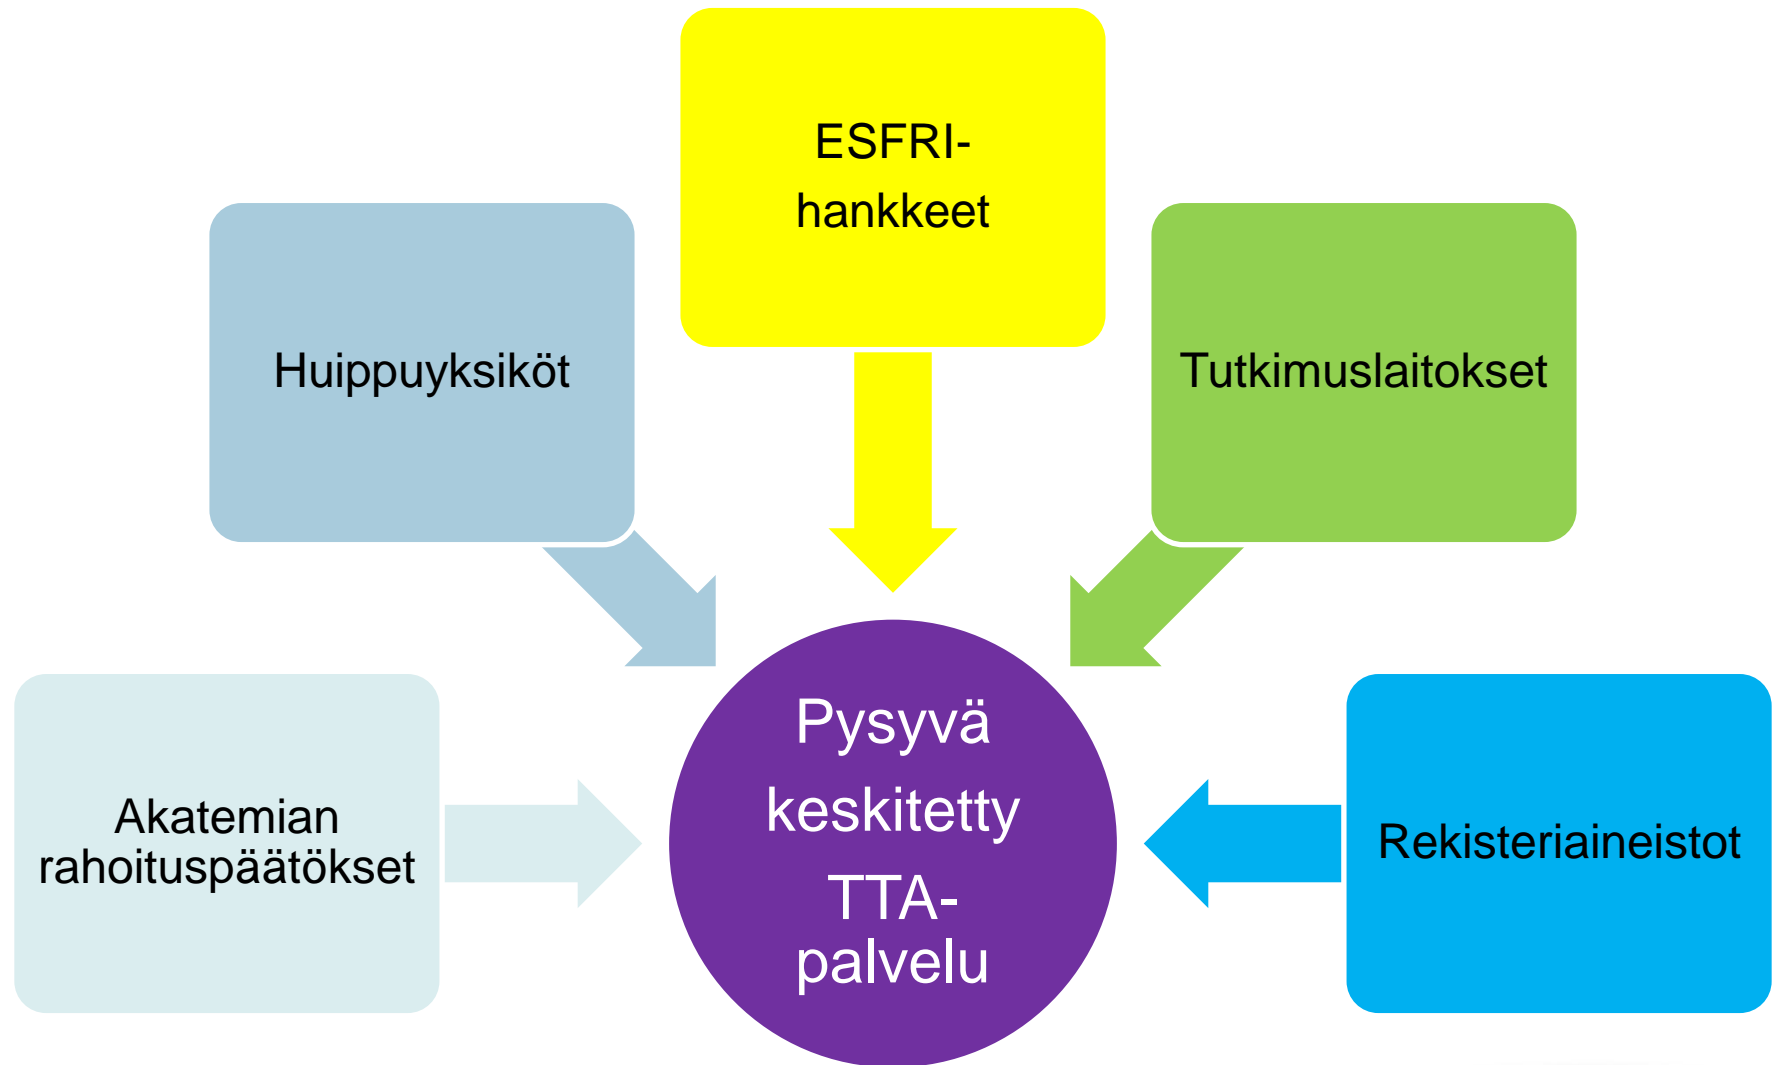 ESFRI-
hankkeet
Huippuyksiköt
Tutkimuslaitokset
Akatemian
rahoituspäätökset
Pysyvä
keskitetty
TTA-
palvelu
Rekisteriaineistot